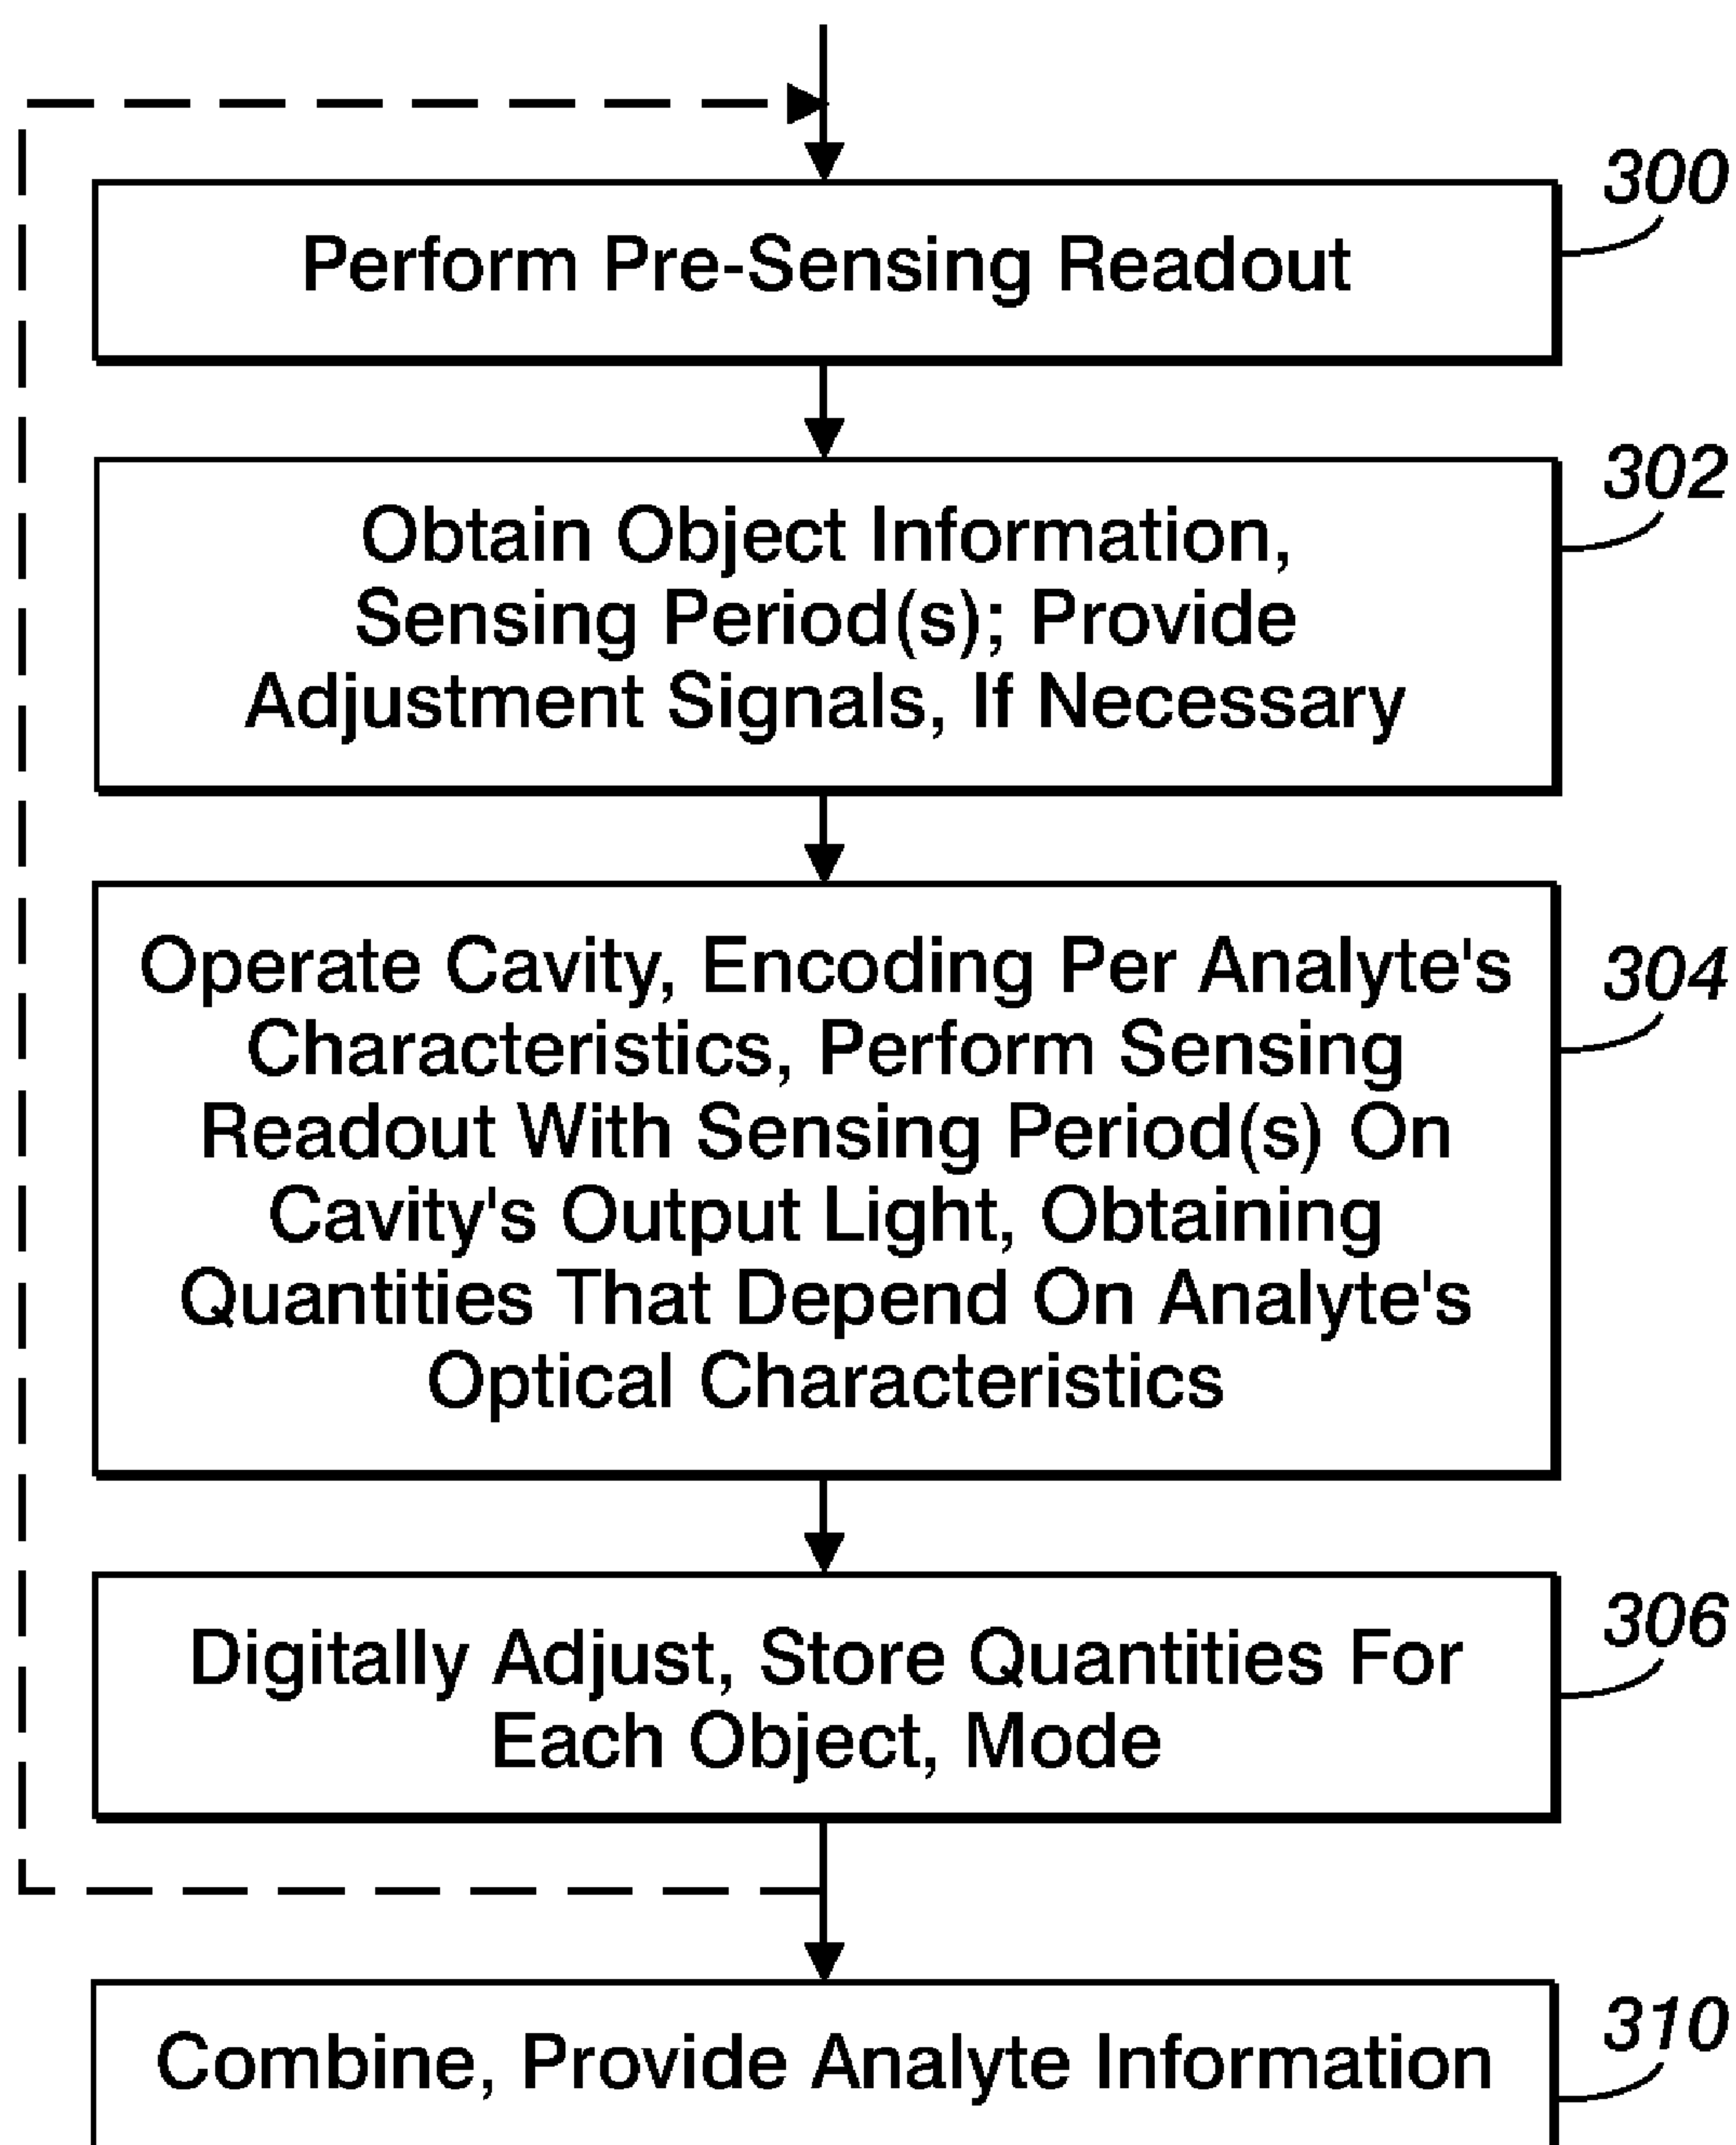 300
Perform Pre-Sensing Readout
302
Obtain Object Information,
Sensing Period(s); Provide
Adjustment Signals, If Necessary
304
Operate Cavity, Encoding Per Analyte's
Characteristics, Perform Sensing
Readout With Sensing Period(s) On
Cavity's Output Light, Obtaining
Quantities That Depend On Analyte's
Optical Characteristics
306
Digitally Adjust, Store Quantities For
Each Object, Mode
310
Combine, Provide Analyte Information